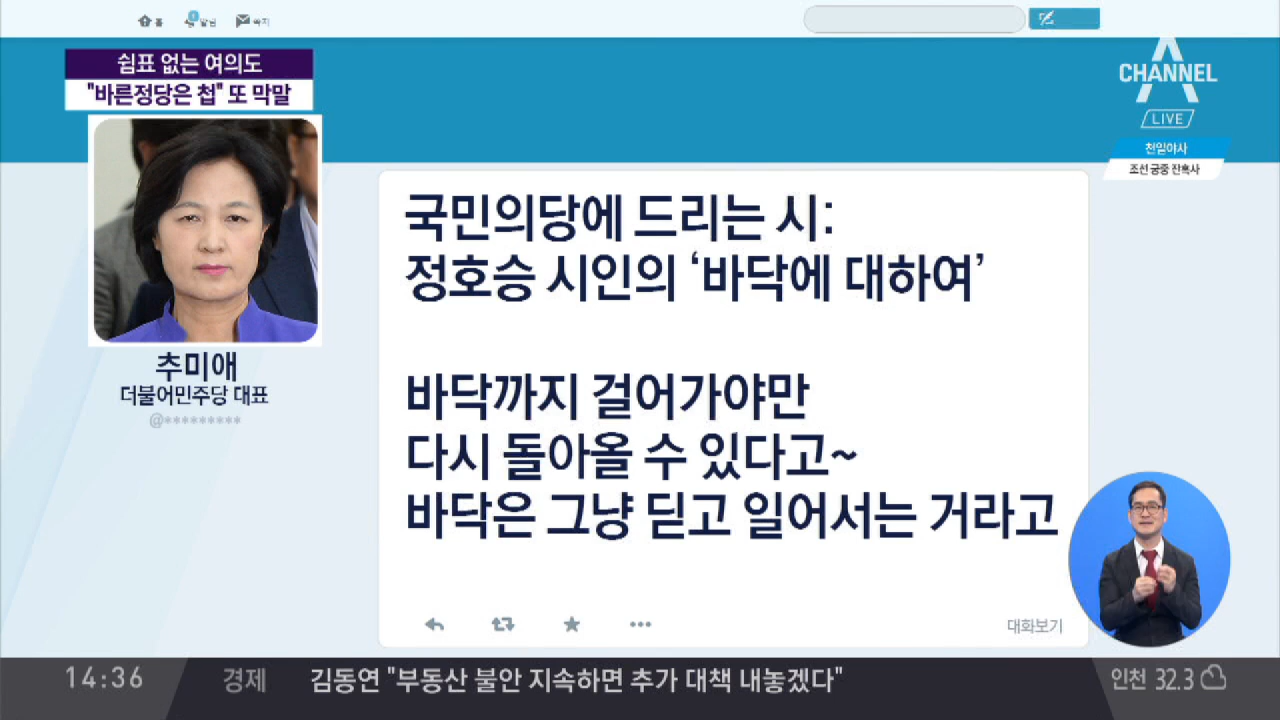 홈
알림
쪽지
쉼표 없는 여의도
"바른정당은 첩" 또 막말
CHANNEL A
LIVE
천일야사
조선 궁중 잔혹사
국민의당에 드리는 시:
정호승 시인의 ‘바닥에 대하여’
바닥까지 걸어가야만
다시 돌아올 수 있다고~
바닥은 그냥 딛고 일어서는 거라고
추미애
더불어민주당 대표
@*********
대화보기
14:36
경제
김동연 "부동산 불안 지속하면 추가 대책 내놓겠다"
인천 32.3